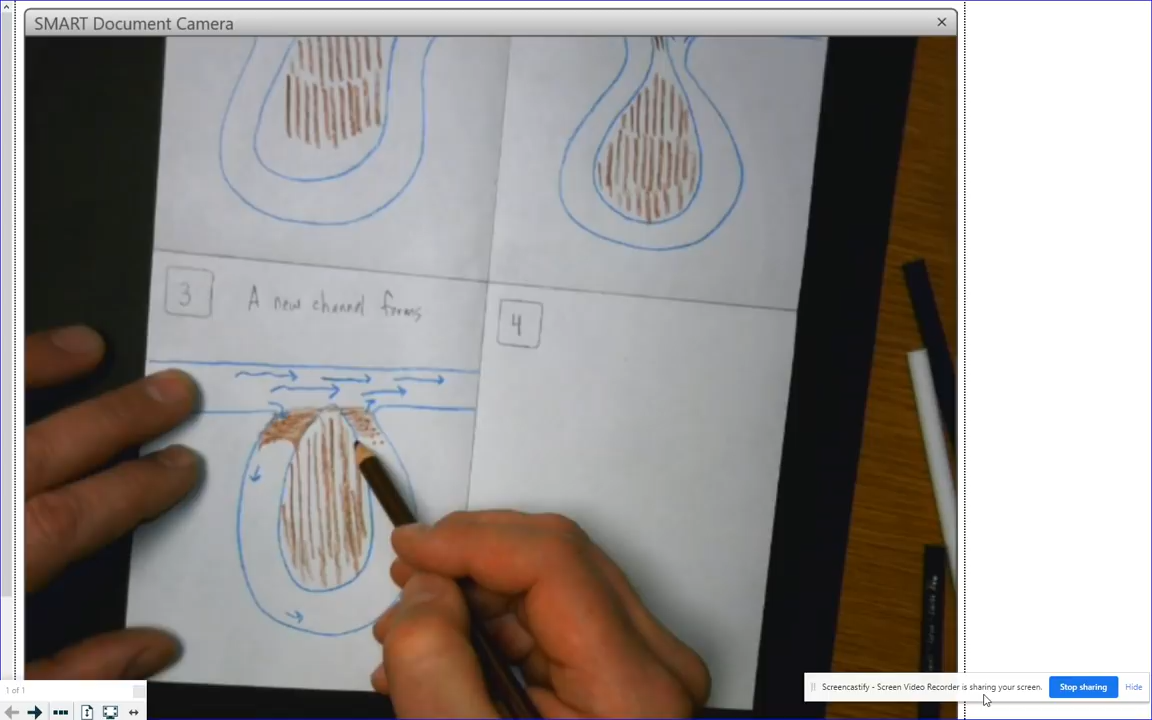 SMART Document Camera
3
A new channel forms
4
1 of 1
Screencastify - Screen Video Recorder is sharing your screen.
Stop sharing
Hide